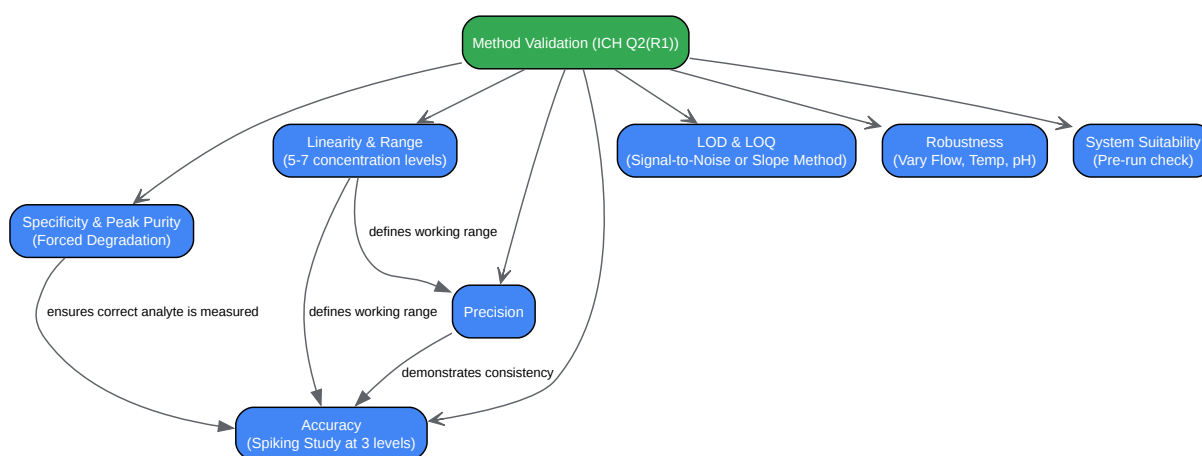 Method Validation (ICH Q2(R1))
Linearity & Range
(5-7 concentration levels)
LOD & LOQ
(Signal-to-Noise or Slope Method)
Robustness
(Vary Flow, Temp, pH)
System Suitability
(Pre-run check)
Specificity & Peak Purity
(Forced Degradation)
defines working range
ensures correct analyte is measured
defines working range
Precision
demonstrates consistency
Accuracy
(Spiking Study at 3 levels)